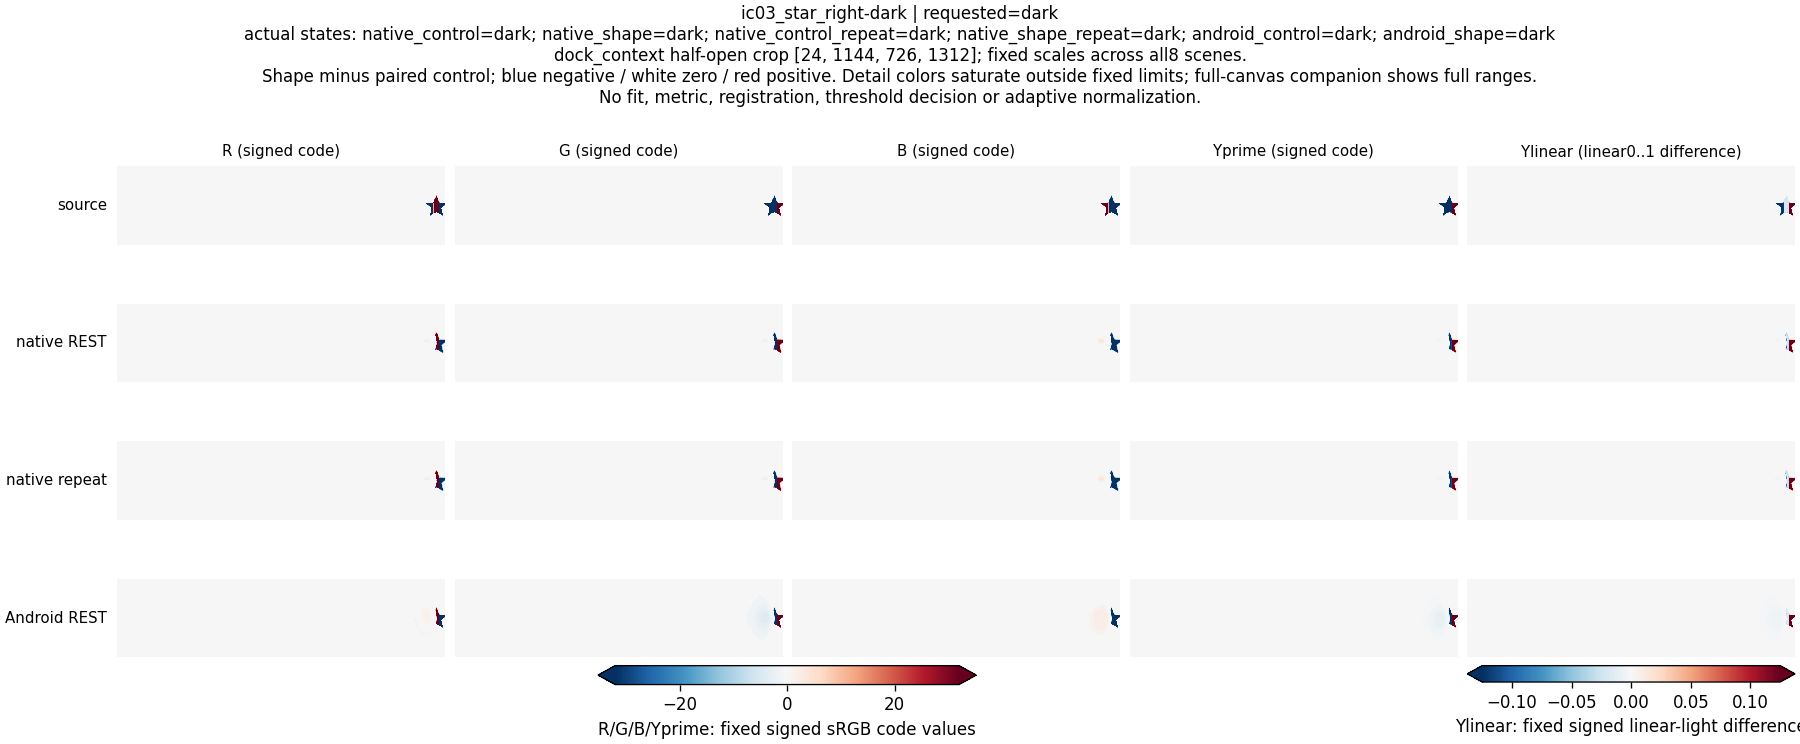 ic03_star_right-dark | requested=dark
actual states: native_control=dark; native_shape=dark; native_control_repeat=dark; native_shape_repeat=dark; android_control=dark; android_shape=dark
dock_context half-open crop [24, 1144, 726, 1312]; fixed scales across all8 scenes.
Shape minus paired control; blue negative / white zero / red positive. Detail colors saturate outside fixed limits; full-canvas companion shows full ranges.
No fit, metric, registration, threshold decision or adaptive normalization.
R (signed code) G (signed code) B (signed code) Yprime (signed code) Ylinear (linear0..1 difference)
source
native REST
native repeat
Android REST
−20 0 20 −0.10 −0.05 0.00 0.05 0.10
R/G/B/Yprime: fixed signed sRGB code values Ylinear: fixed signed linear-light difference